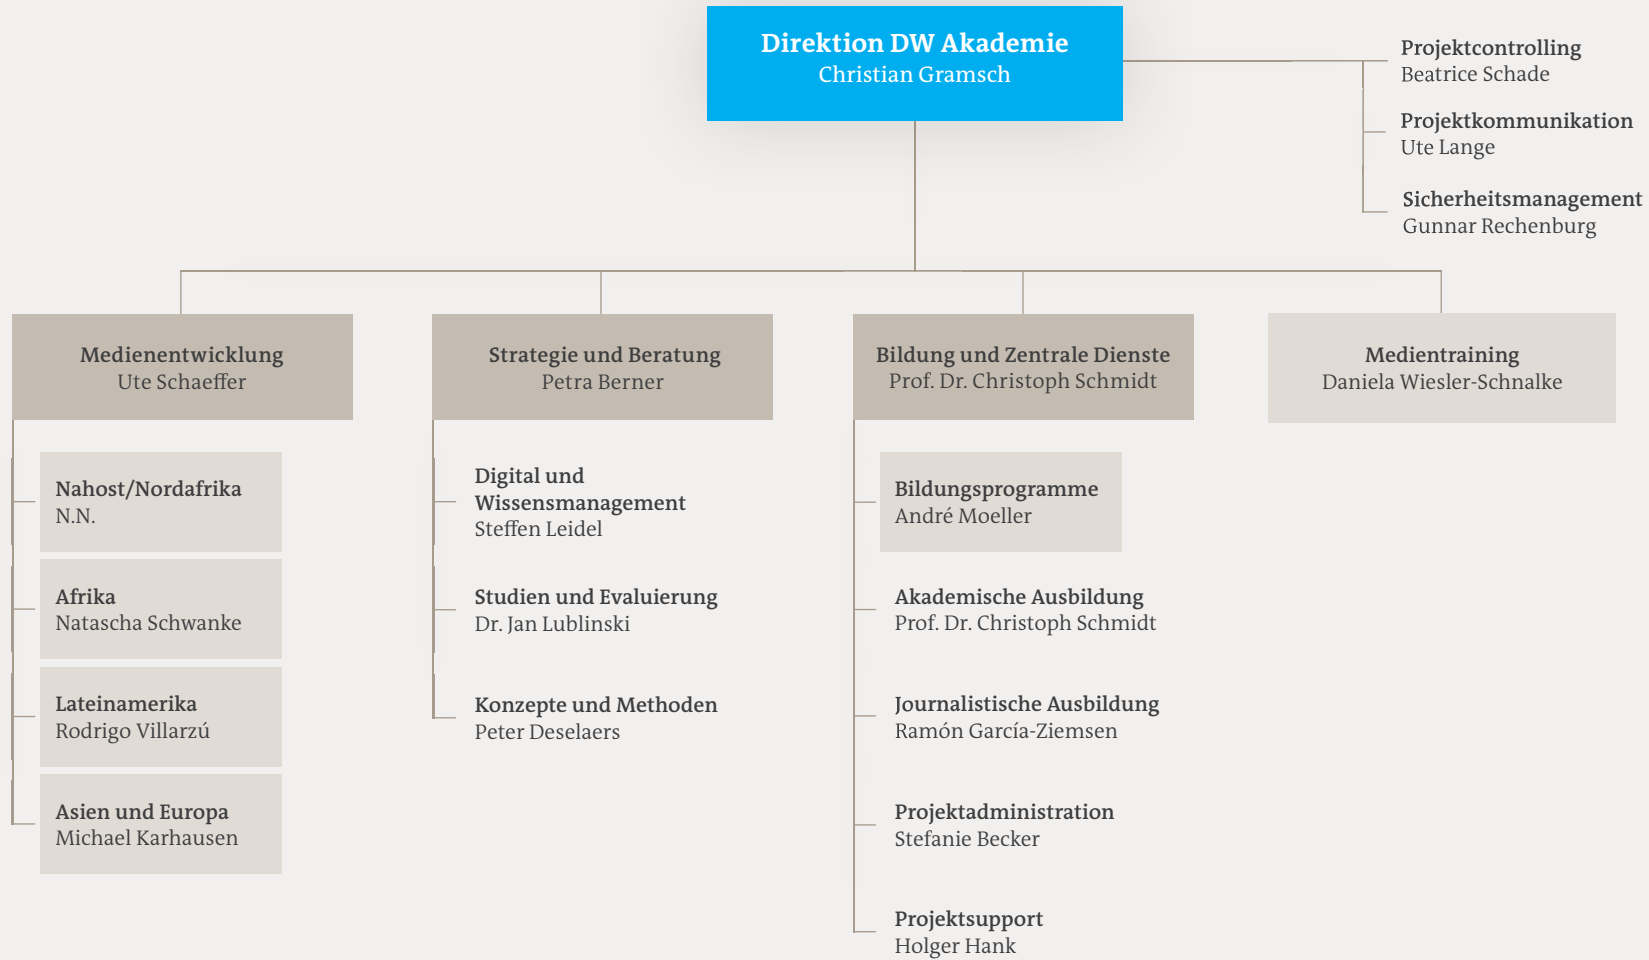 Direktion DW Akademie
Christian Gramsch
Projektcontrolling
Beatrice Schade
Projektkommunikation
Ute Lange
Sicherheitsmanagement
Gunnar Rechenburg
Medienentwicklung
Ute Schaeffer
Nahost/Nordafrika
N.N.
Afrika
Natascha Schwanke
Lateinamerika
Rodrigo Villarzú
Asien und Europa
Michael Karhausen
Strategie und Beratung
Petra Berner
Digital und
Wissensmanagement
Steffen Leidel
Studien und Evaluierung
Dr. Jan Lublinski
Konzepte und Methoden
Peter Deselaers
Bildung und Zentrale Dienste
Prof. Dr. Christoph Schmidt
Bildungsprogramme
André Moeller
Akademische Ausbildung
Prof. Dr. Christoph Schmidt
Journalistische Ausbildung
Ramón García-Ziemsen
Projektadministration
Stefanie Becker
Projektsupport
Holger Hank
Medientraining
Daniela Wiesler-Schnalke